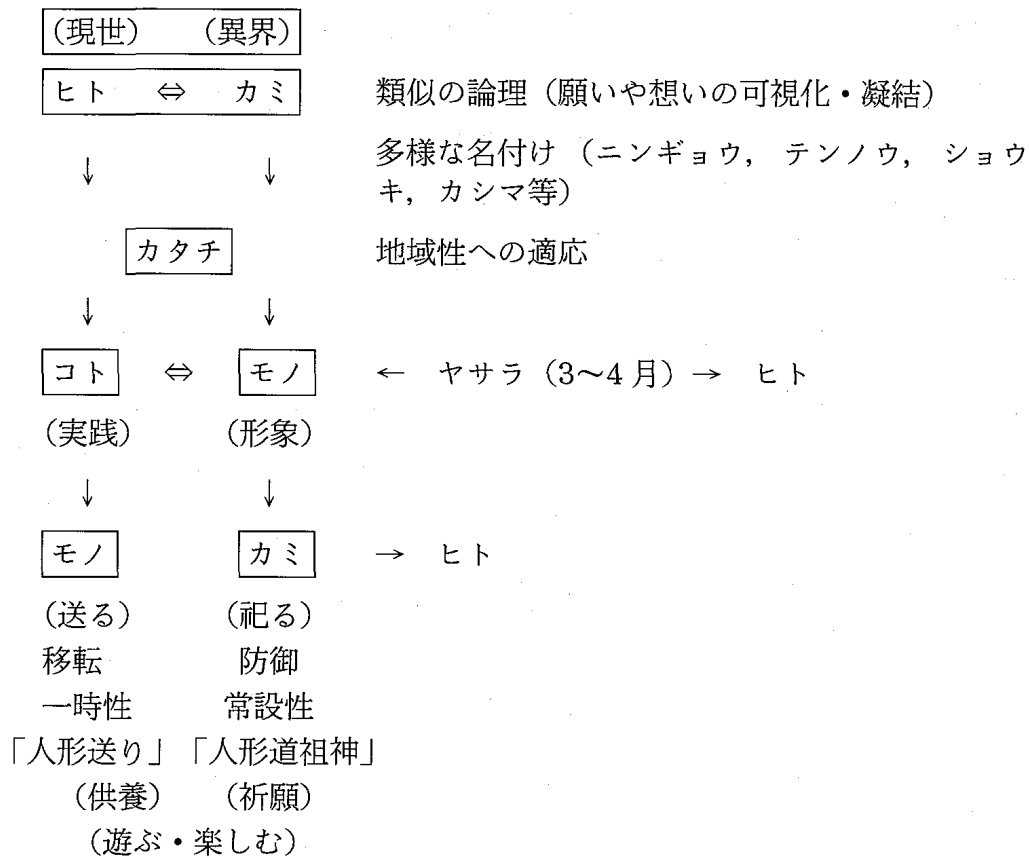 (現世) (異界)
ヒト ⇔ カミ 類似の論理(願いや想いの可視化・凝結)
↓ ↓ 多様な名付け(ニンギョウ, テンノウ, ショウ
キ, カシマ等)
カタチ 地域性への適応
↓ ↓
コト ⇔ モノ ← ヤサラ(3〜4月)→ ヒト
(実践) (形象)
↓ ↓
モノ カミ → ヒト
(送る) (祀る)
移転 防御
一時性 常設性
「人形送り」「人形道祖神」
(供養) (祈願)
(遊ぶ・楽しむ)